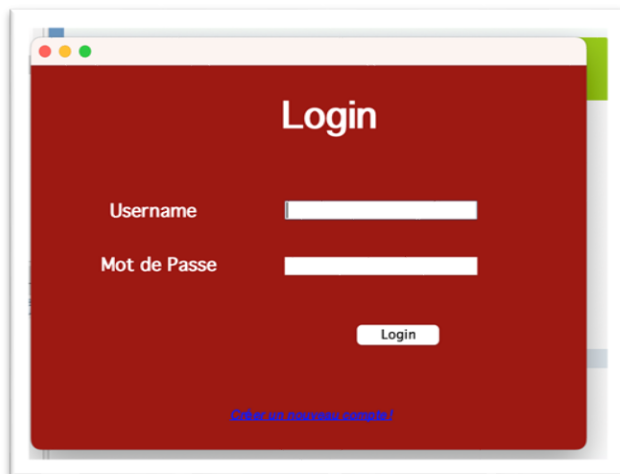 Login
Username
Mot de Passe
Login
Créer un nouveau compte !